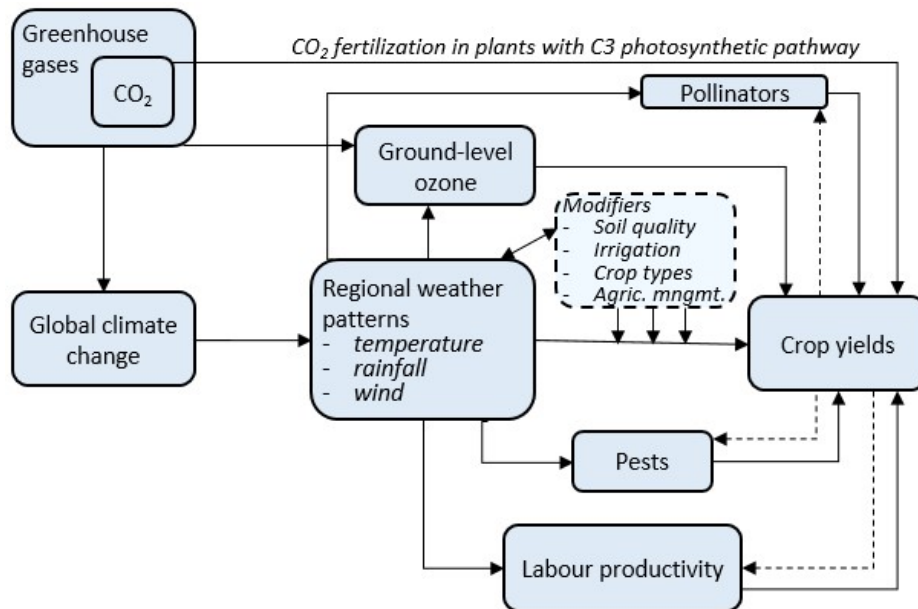 Greenhouse
gases
CO₂
CO₂ fertilization in plants with C3 photosynthetic pathway
Pollinators
Ground-level
ozone
Modifiers
- Soil quality
- Irrigation
- Crop types
- Agric. mngmt.
Global climate
change
Regional weather
patterns
- temperature
- rainfall
- wind
Crop yields
Pests
Labour productivity